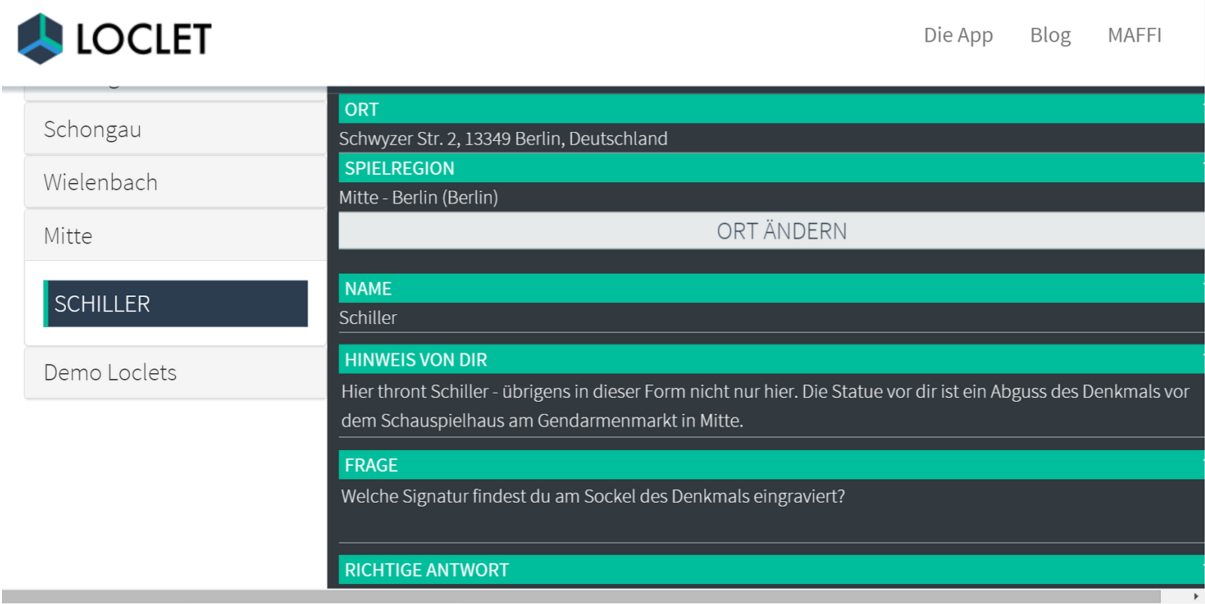 LOCLET
Die App Blog MAFFI
Schongau
Wielenbach
Mitte
SCHILLER
Demo Loclets
ORT
Schwyzer Str. 2, 13349 Berlin, Deutschland
SPIELREGION
Mitte - Berlin (Berlin)
ORT ÄNDERN
NAME
Schiller
HINWEIS VON DIR
Hier thront Schiller - übrigens in dieser Form nicht nur hier. Die Statue vor dir ist ein Abguss des Denkmals vor
dem Schauspielhaus am Gendarmenmarkt in Mitte.
FRAGE
Welche Signatur findest du am Sockel des Denkmals eingraviert?
RICHTIGE ANTWORT